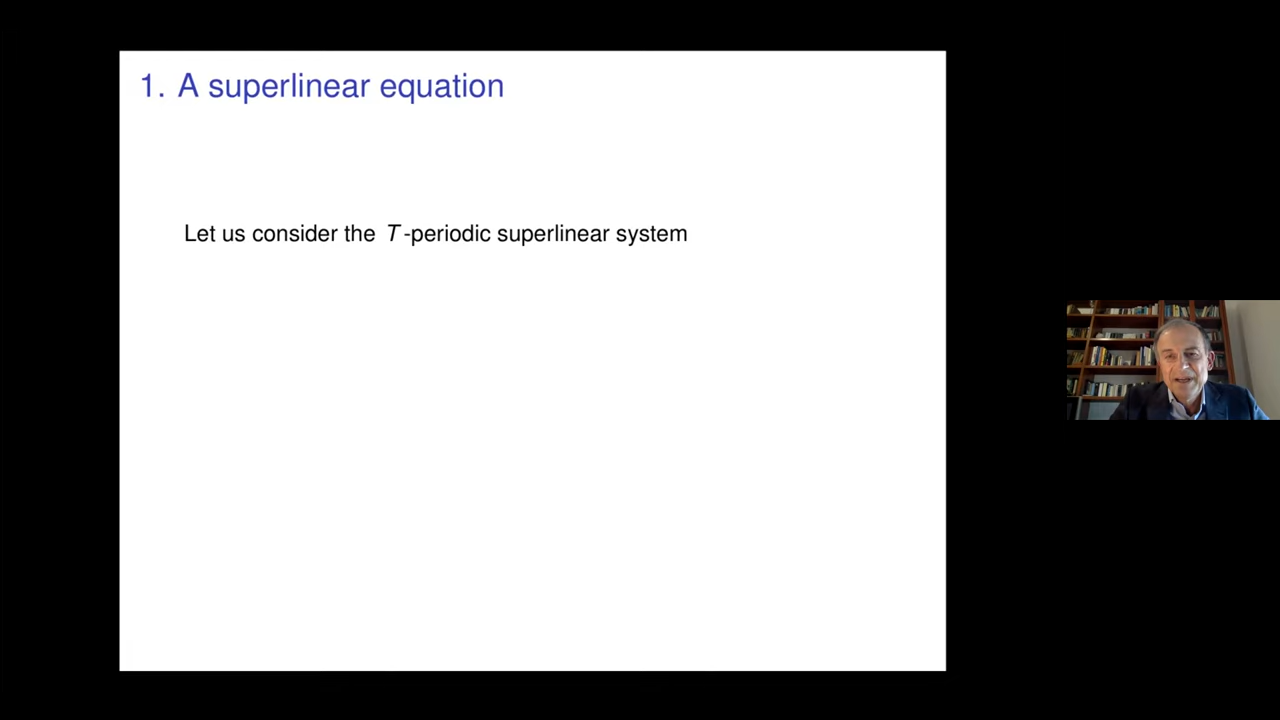 1. A superlinear equation
Let us consider the T-periodic superlinear system